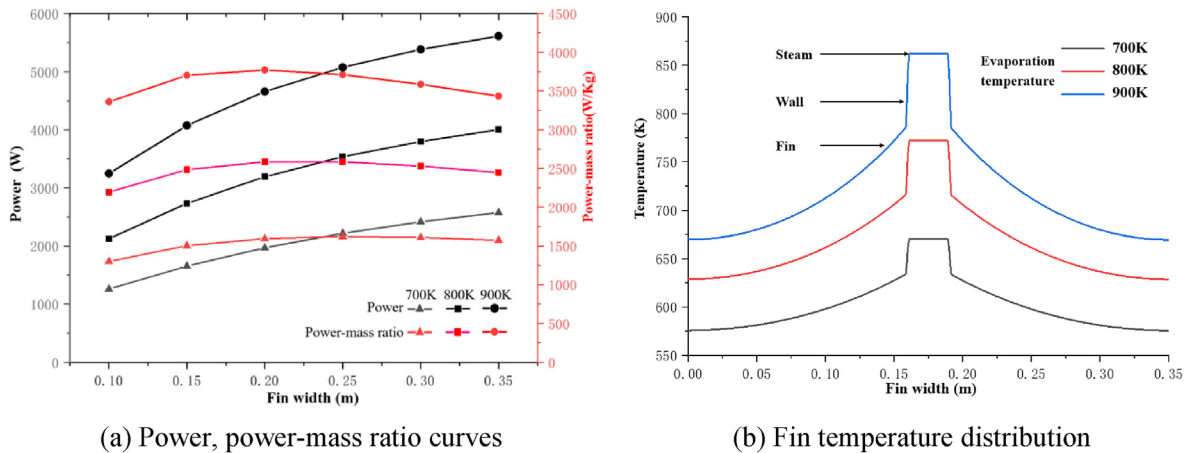 6000
5000
4000
3000
2000
1000
0
Power (W)
4500
4000
3500
3000
2500
2000
1500
1000
500
0
Power-mass ratio(W/Kg)
700K 800K 900K
Power
Power-mass ratio
0.10 0.15 0.20 0.25 0.30 0.35
Fin width (m)
(a) Power, power-mass ratio curves
900
850
800
750
700
650
600
550
Temperature (K)
Steam
Wall
Fin
Evaporation
temperature
700K
800K
900K
0.00 0.05 0.10 0.15 0.20 0.25 0.30 0.35
Fin width (m)
(b) Fin temperature distribution